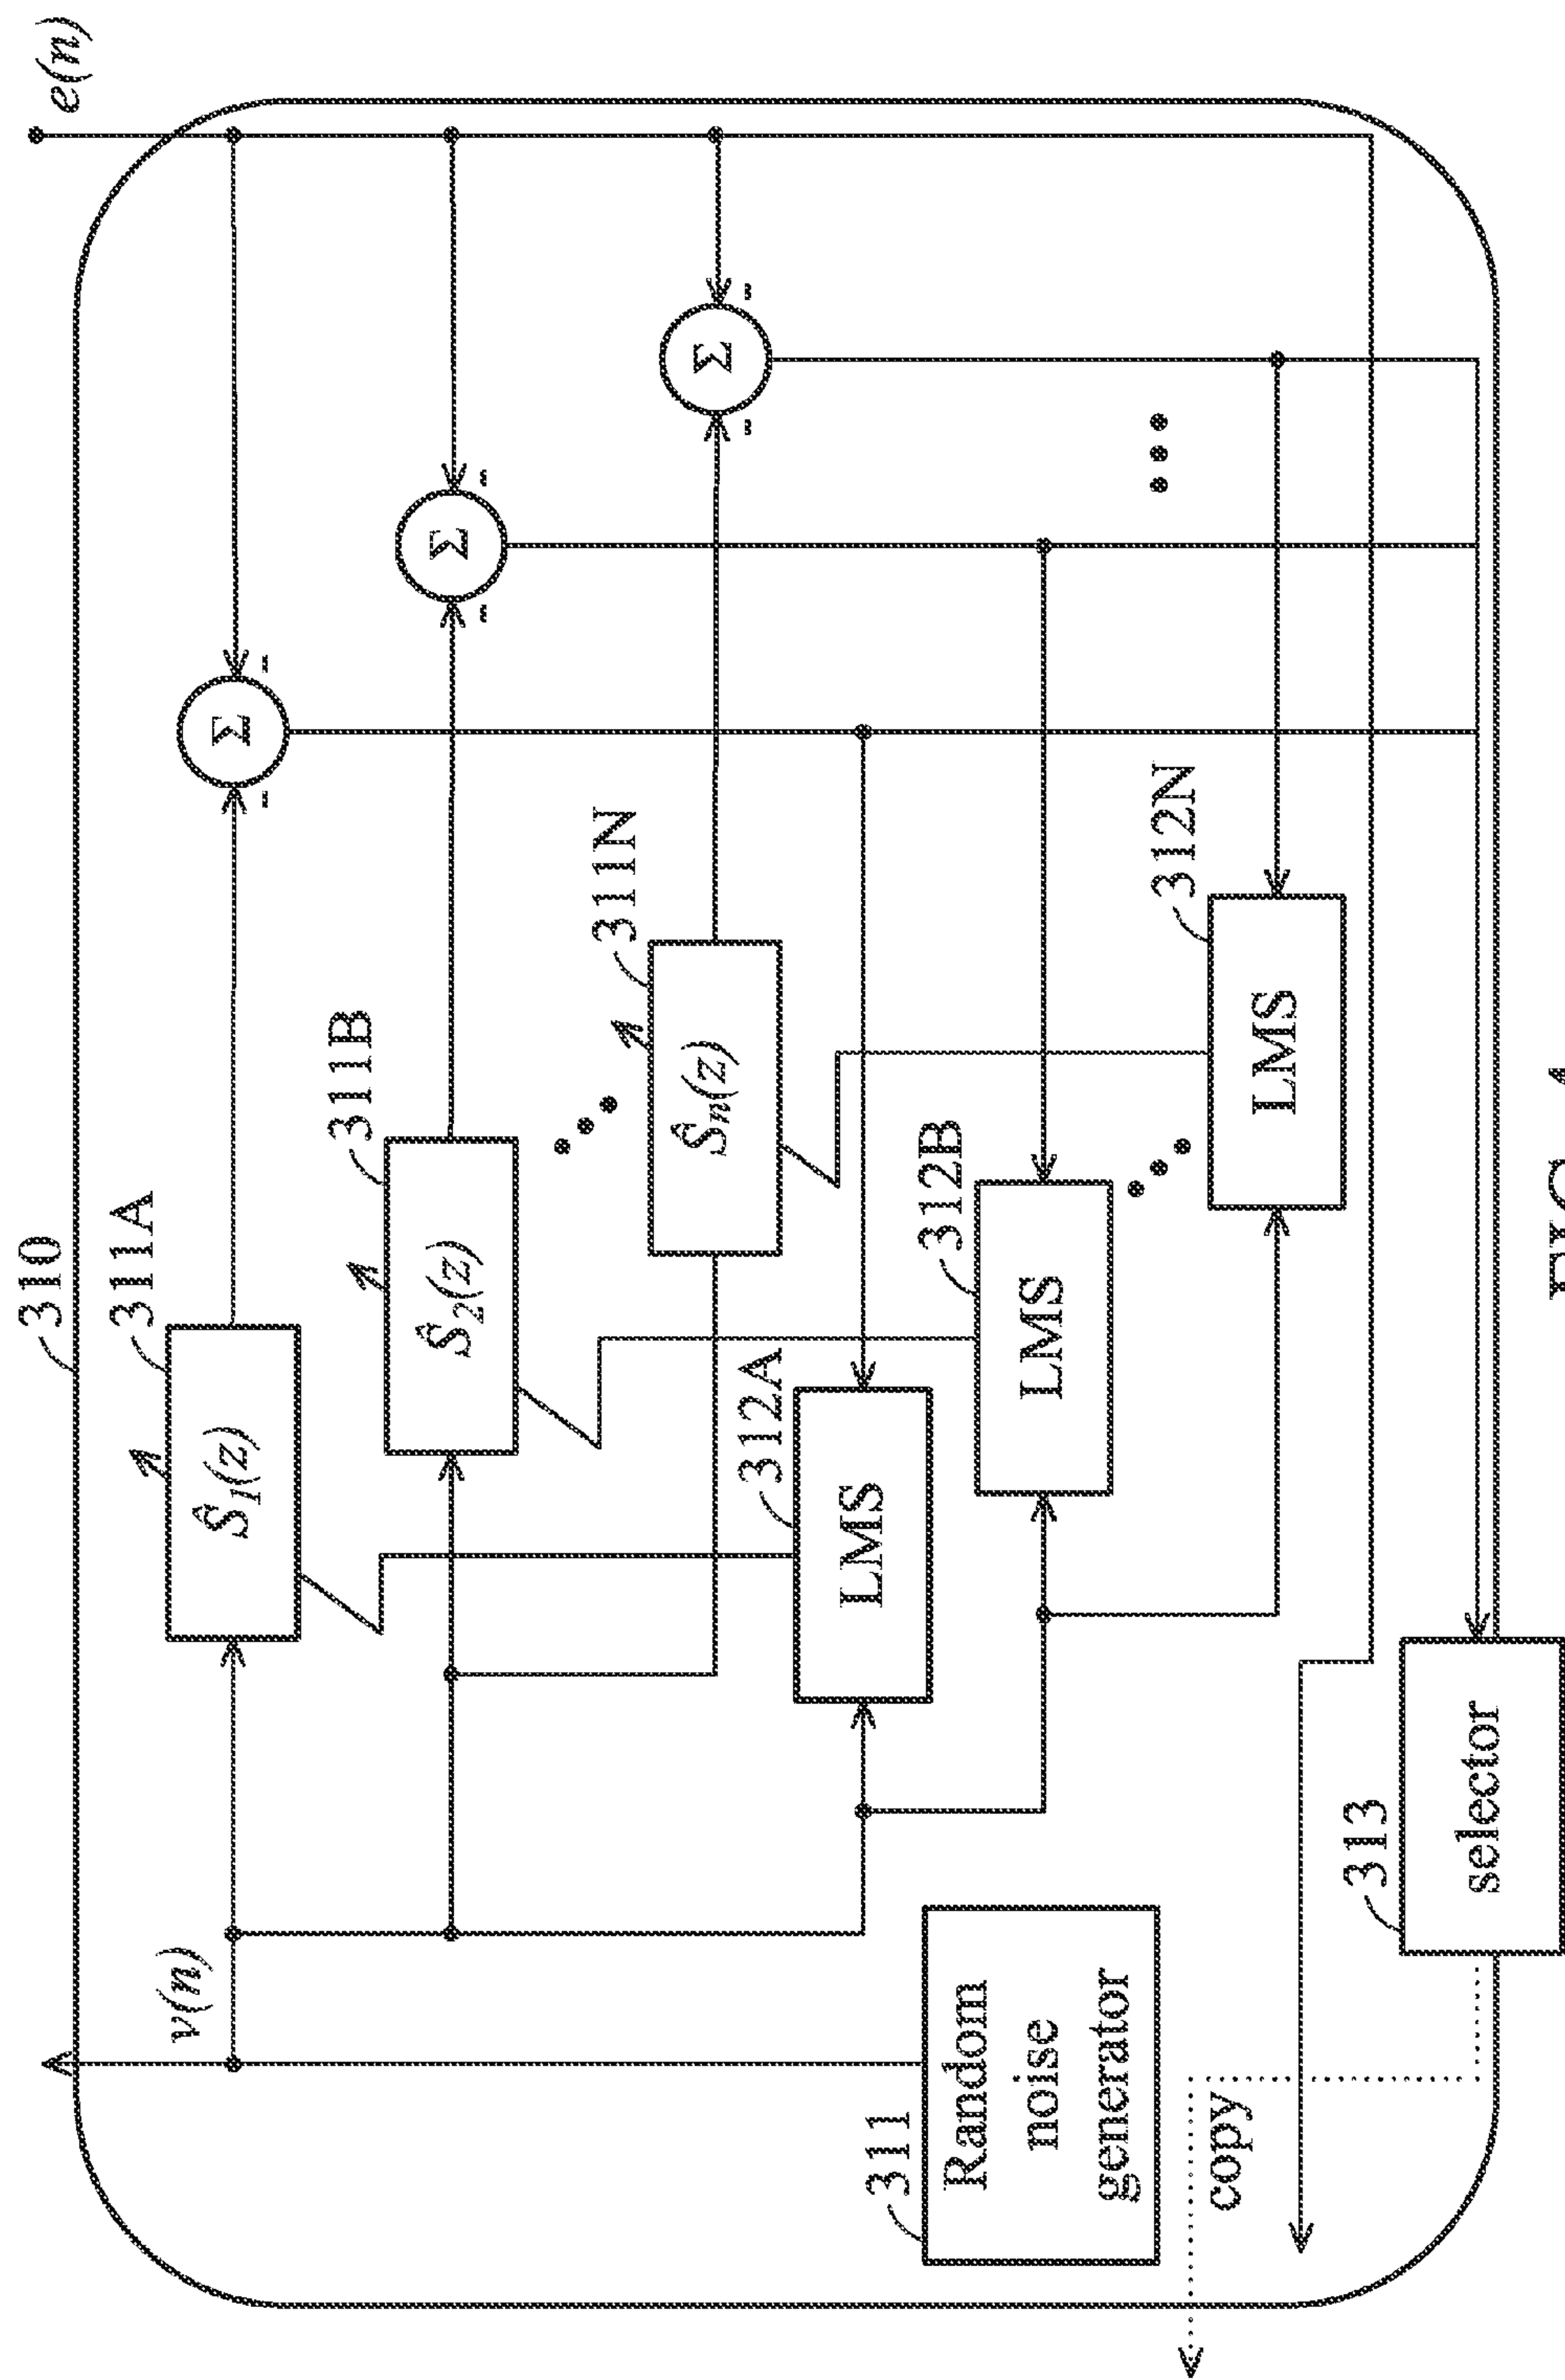 310
e(n)
v(n)
311A
Ŝ1(z)
Σ
311B
Ŝ2(z)
Σ
311N
Ŝn(z)
Σ
312A
LMS
312B
LMS
312N
LMS
311
Random
noise
generator
copy
313
selector